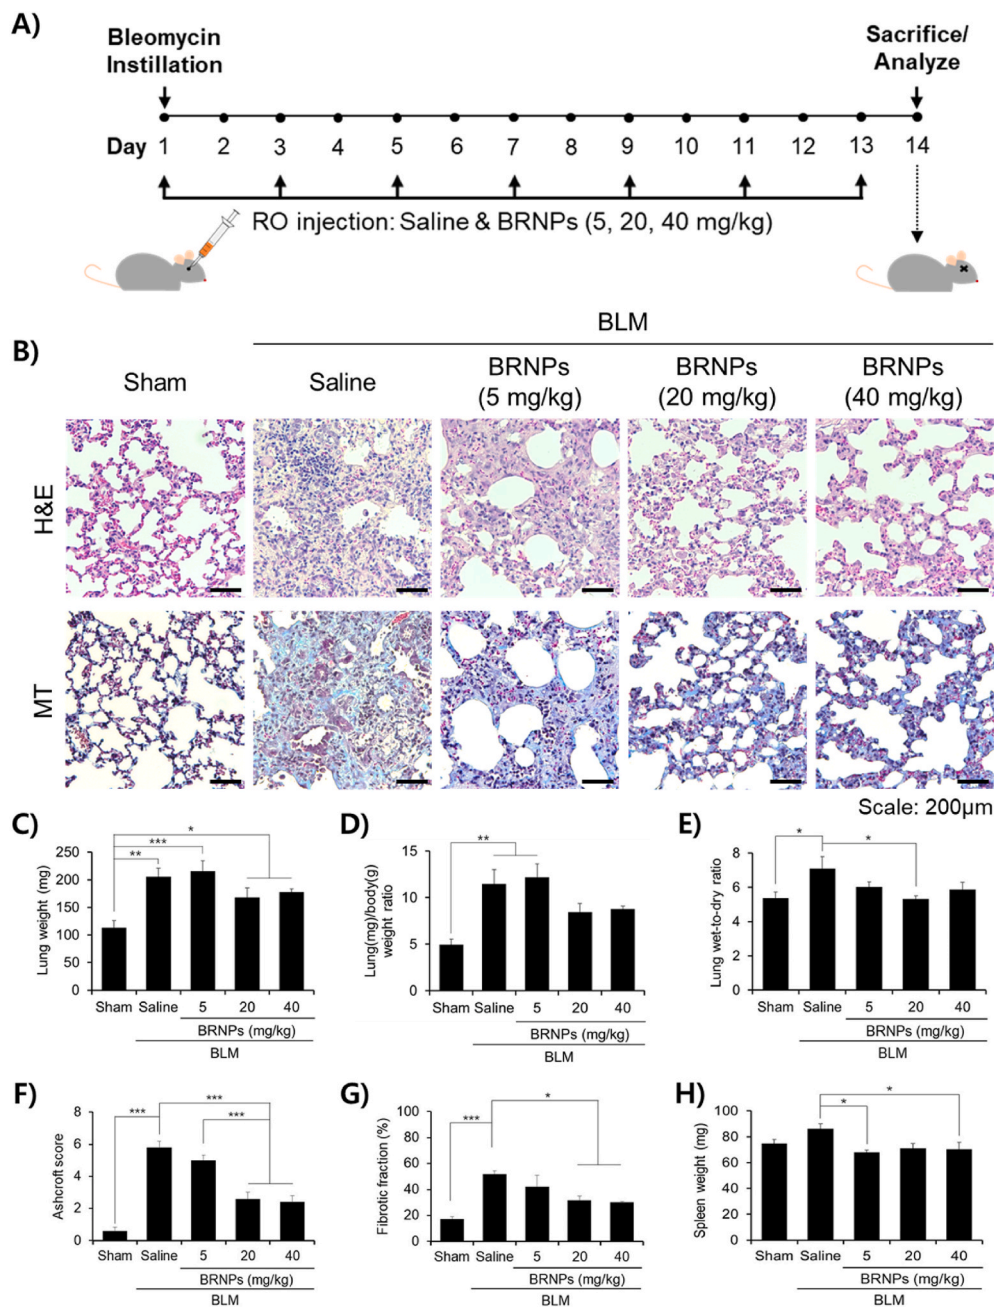 A)
Bleomycin
Instillation
Sacrifice/
Analyze
Day 1 2 3 4 5 6 7 8 9 10 11 12 13 14
RO injection: Saline & BRNPs (5, 20, 40 mg/kg)
B)
BLM
Sham
Saline
BRNPs
(5 mg/kg)
BRNPs
(20 mg/kg)
BRNPs
(40 mg/kg)
H&E
MT
Scale: 200μm
C)
Lung weight (mg)
250
200
150
100
50
0
*
***
**
Sham Saline 5 20 40
BRNPs (mg/kg)
BLM
D)
Lung(mg)/body(g)
weight ratio
15
10
5
0
**
Sham Saline 5 20 40
BRNPs (mg/kg)
BLM
E)
Lung wet-to-dry ratio
8
6
4
2
0
* *
Sham Saline 5 20 40
BRNPs (mg/kg)
BLM
F)
Ashcroft score
8
6
4
2
0
***
***
***
Sham Saline 5 20 40
BRNPs (mg/kg)
BLM
G)
Fibrotic fraction (%)
100
80
60
40
20
0
*
***
Sham Saline 5 20 40
BRNPs (mg/kg)
BLM
H)
Spleen weight (mg)
100
80
60
40
20
0
*
*
Sham Saline 5 20 40
BRNPs (mg/kg)
BLM